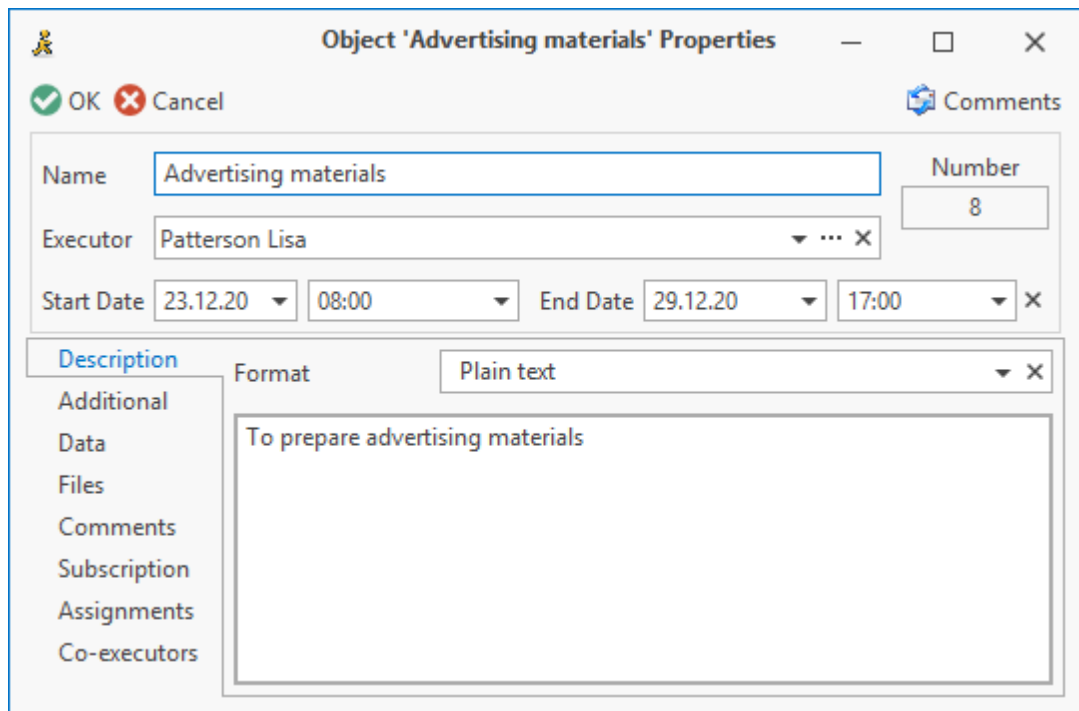 Object 'Advertising materials' Properties
OK Cancel Comments
Name Advertising materials Number
8
Executor Patterson Lisa
Start Date 23.12.20 08:00 End Date 29.12.20 17:00
Description
Format Plain text
Additional
To prepare advertising materials
Data
Files
Comments
Subscription
Assignments
Co-executors